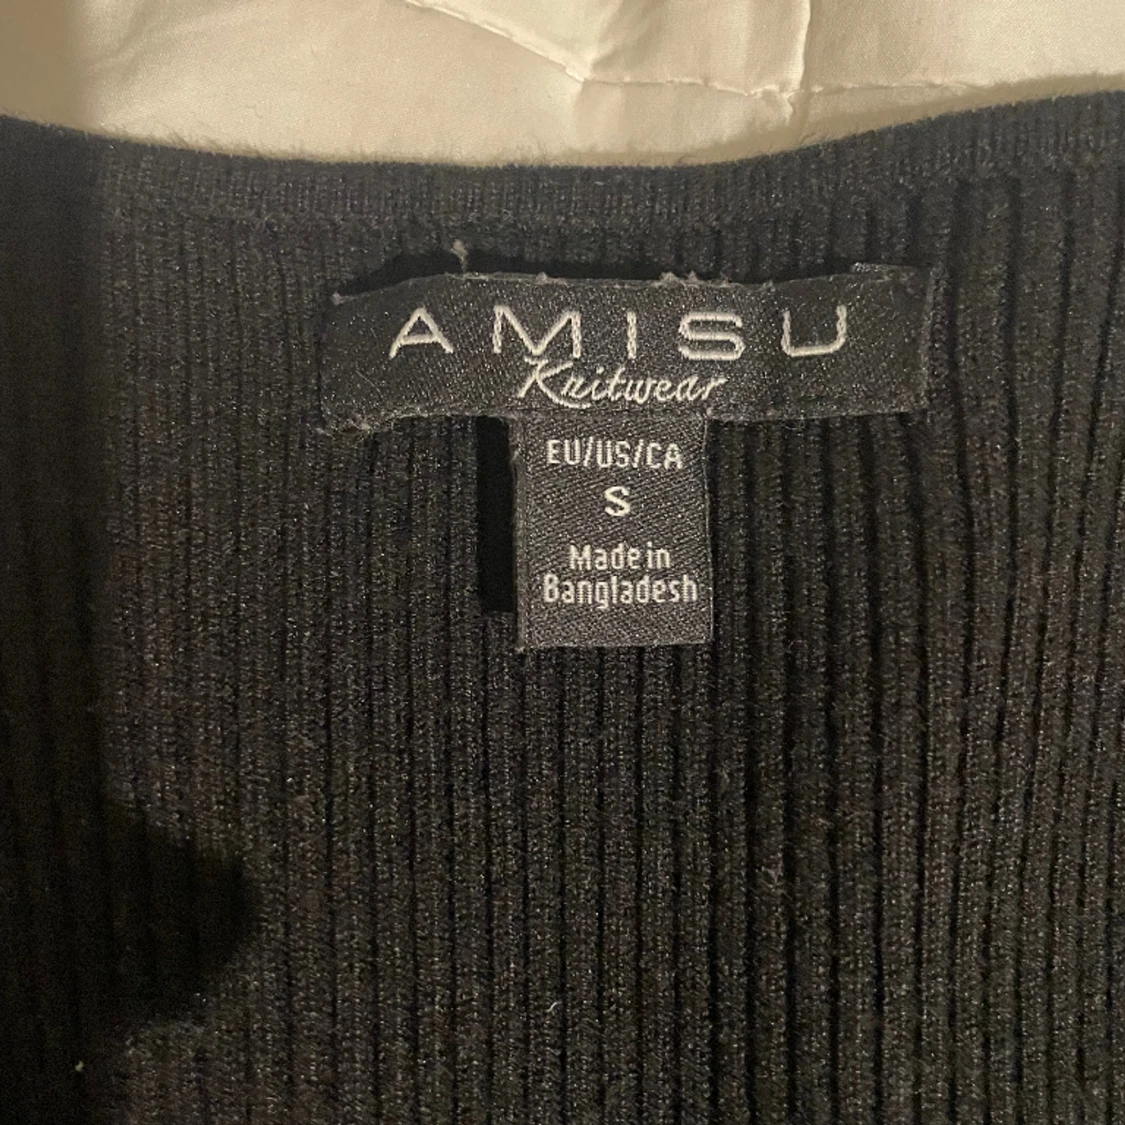 AMISU
Knitwear
EU/US/CA
S
Made in
Bangladesh